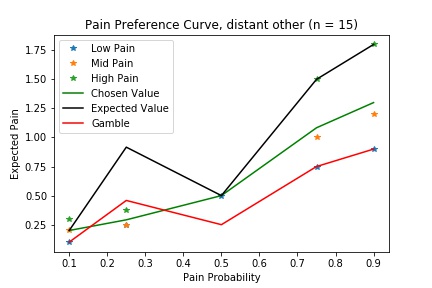 Pain Preference Curve, distant other (n = 15)
Low Pain
Mid Pain
High Pain
Chosen Value
Expected Value
Gamble
1.75
1.50
1.25
1.00
0.75
0.50
0.25
Expected Pain
0.1 0.2 0.3 0.4 0.5 0.6 0.7 0.8 0.9
Pain Probability